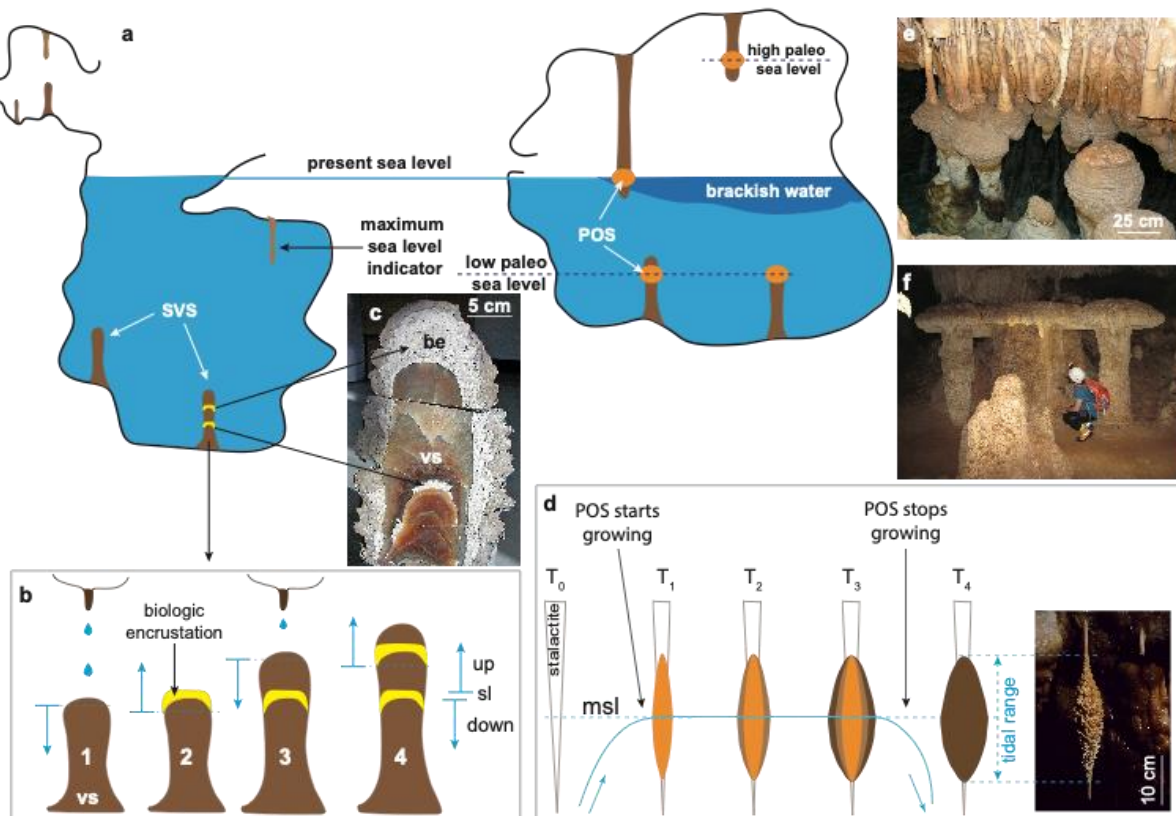 a
present sea level
maximum
sea level
indicator
SVS
high paleo
sea level
brackish water
POS
low paleo
sea level
e
25 cm
f
c
5 cm
be
vs
b
biologic
encrustation
1
vs
2
3
4
up
sl
down
d
POS starts
growing
POS stops
growing
T0
T1
T2
T3
T4
stalactite
msl
tidal range
10 cm